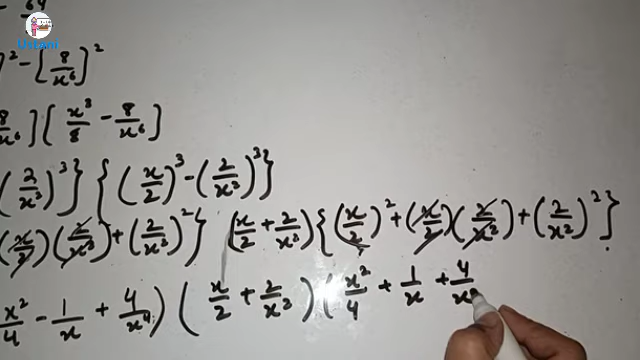 64
)² - [8/x⁶]²
8/x⁶] [x³/8 - 8/x⁶]
(2/x³)³} {(x/2)³ - (2/x²)³}
(x/2)(2/x²) + (2/x²)²} (x/2 + 2/x²){(x/2)² + (x/2)(2/x²) + (2/x²)²}
x²/4 - 1/x + 4/x⁴) (x/2 + 2/x²) (x²/4 + 1/x + 4/x